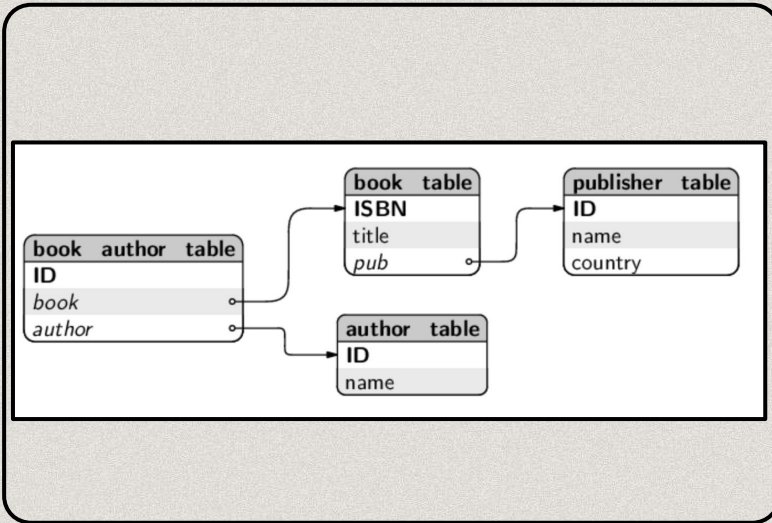 book author table
ID
book
author
book table
ISBN
title
pub
author table
ID
name
publisher table
ID
name
country